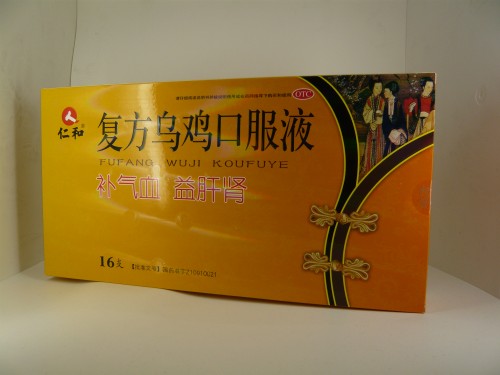 OTC
仁和
复方乌鸡口服液
FUFANG WUJI KOUFUYE
补气血 益肝肾
16支